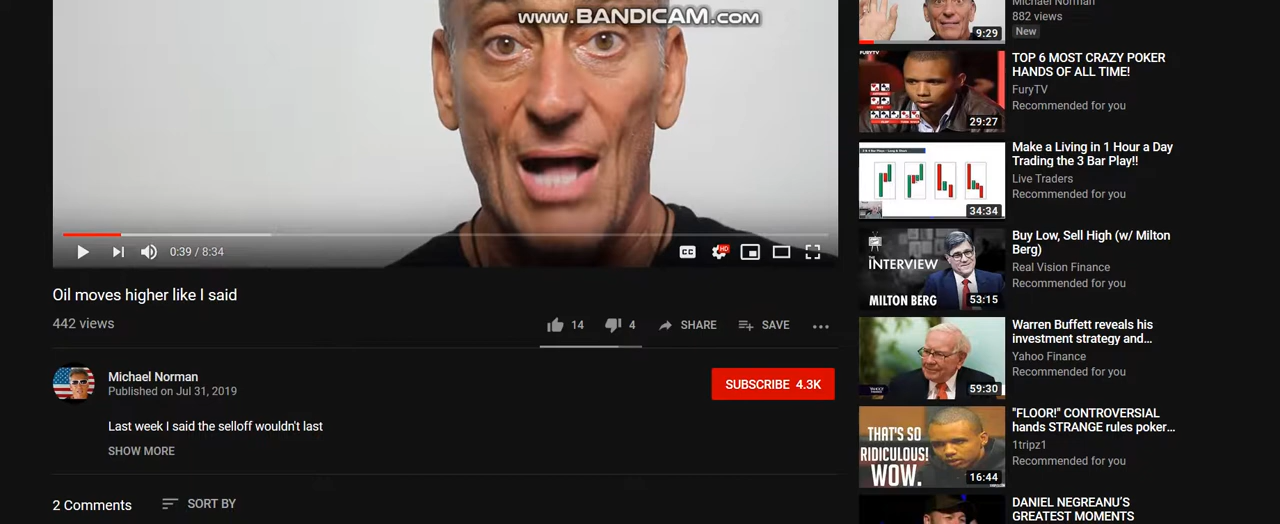 www.BANDICAM.com
0:39 / 8:34
CC
HD
Oil moves higher like I said
442 views
14
4
SHARE
SAVE
Michael Norman
Published on Jul 31, 2019
SUBSCRIBE 4.3K
Last week I said the selloff wouldn't last
SHOW MORE
2 Comments
SORT BY
Michael Norman
882 views
New
9:29
FURYTV
29:27
TOP 6 MOST CRAZY POKER
HANDS OF ALL TIME!
FuryTV
Recommended for you
34:34
Make a Living in 1 Hour a Day
Trading the 3 Bar Play!!
Live Traders
Recommended for you
THE
INTERVIEW
MILTON BERG
53:15
Buy Low, Sell High (w/ Milton
Berg)
Real Vision Finance
Recommended for you
59:30
Warren Buffett reveals his
investment strategy and...
Yahoo Finance
Recommended for you
THAT'S SO
RIDICULOUS!
WOW.
16:44
"FLOOR!" CONTROVERSIAL
hands STRANGE rules poker...
1tripz1
Recommended for you
DANIEL NEGREANU'S
GREATEST MOMENTS